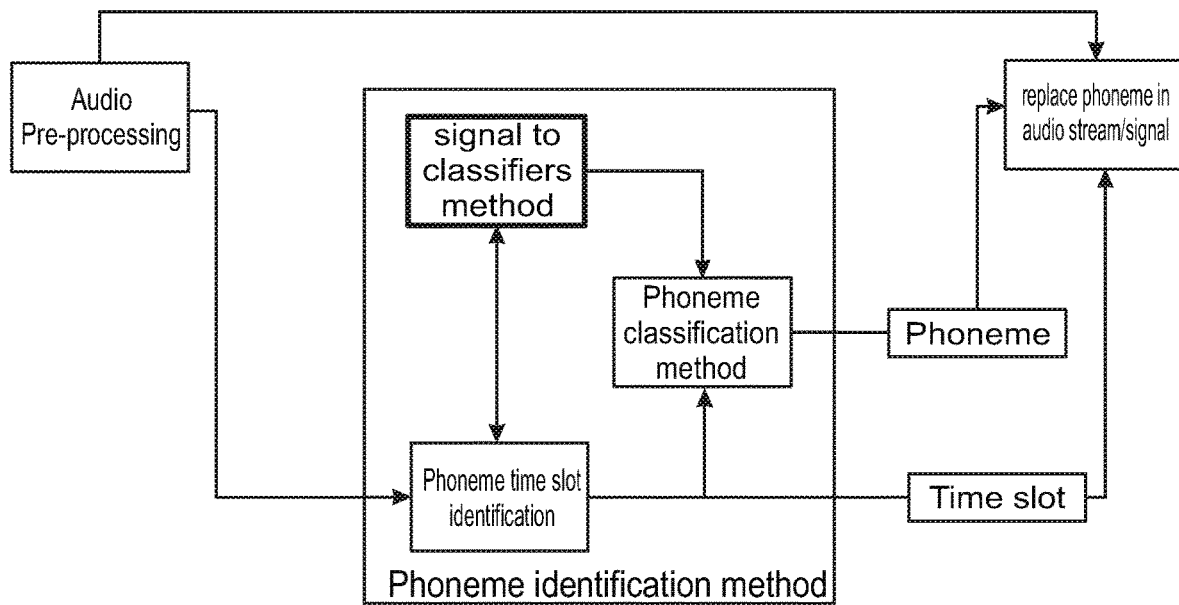 Audio
Pre-processing
replace phoneme in
audio stream/signal
signal to
classifiers
method
Phoneme
classification
method
Phoneme
Phoneme time slot
identification
Time slot
Phoneme identification method